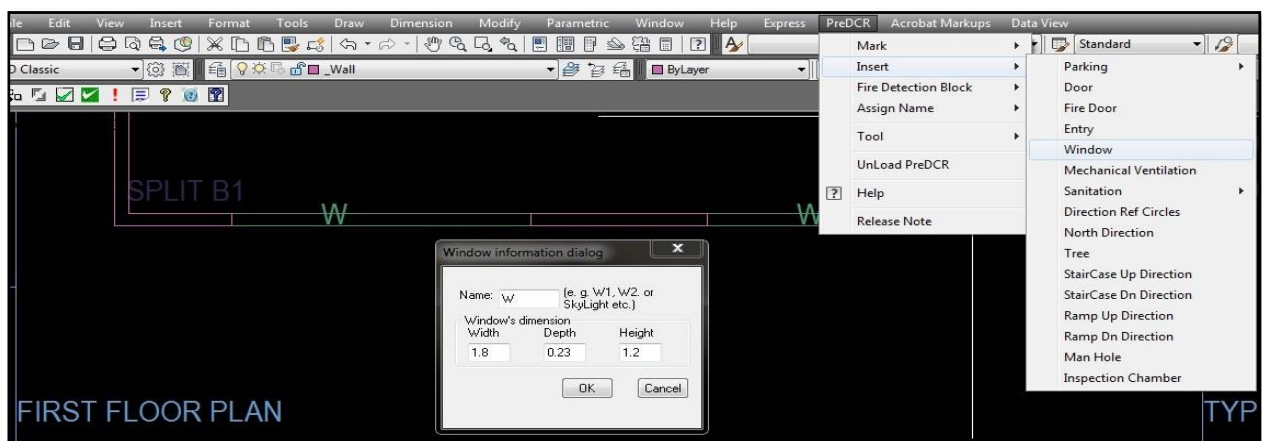 ile Edit View Insert Format Tools Draw Dimension Modify Parametric Window Help Express PreDCR Acrobat Markups Data View
Standard
D Classic
_Wall
ByLayer
Mark
Insert
Fire Detection Block
Assign Name
Tool
UnLoad PreDCR
Help
Release Note
Parking
Door
Fire Door
Entry
Window
Mechanical Ventilation
Sanitation
Direction Ref Circles
North Direction
Tree
StairCase Up Direction
StairCase Dn Direction
Ramp Up Direction
Ramp Dn Direction
Man Hole
Inspection Chamber
SPLIT B1
W W
Window information dialog
Name: W (e. g. W1, W2. or
SkyLight etc.)
Window's dimension
Width Depth Height
1.8 0.23 1.2
OK Cancel
FIRST FLOOR PLAN
TYP